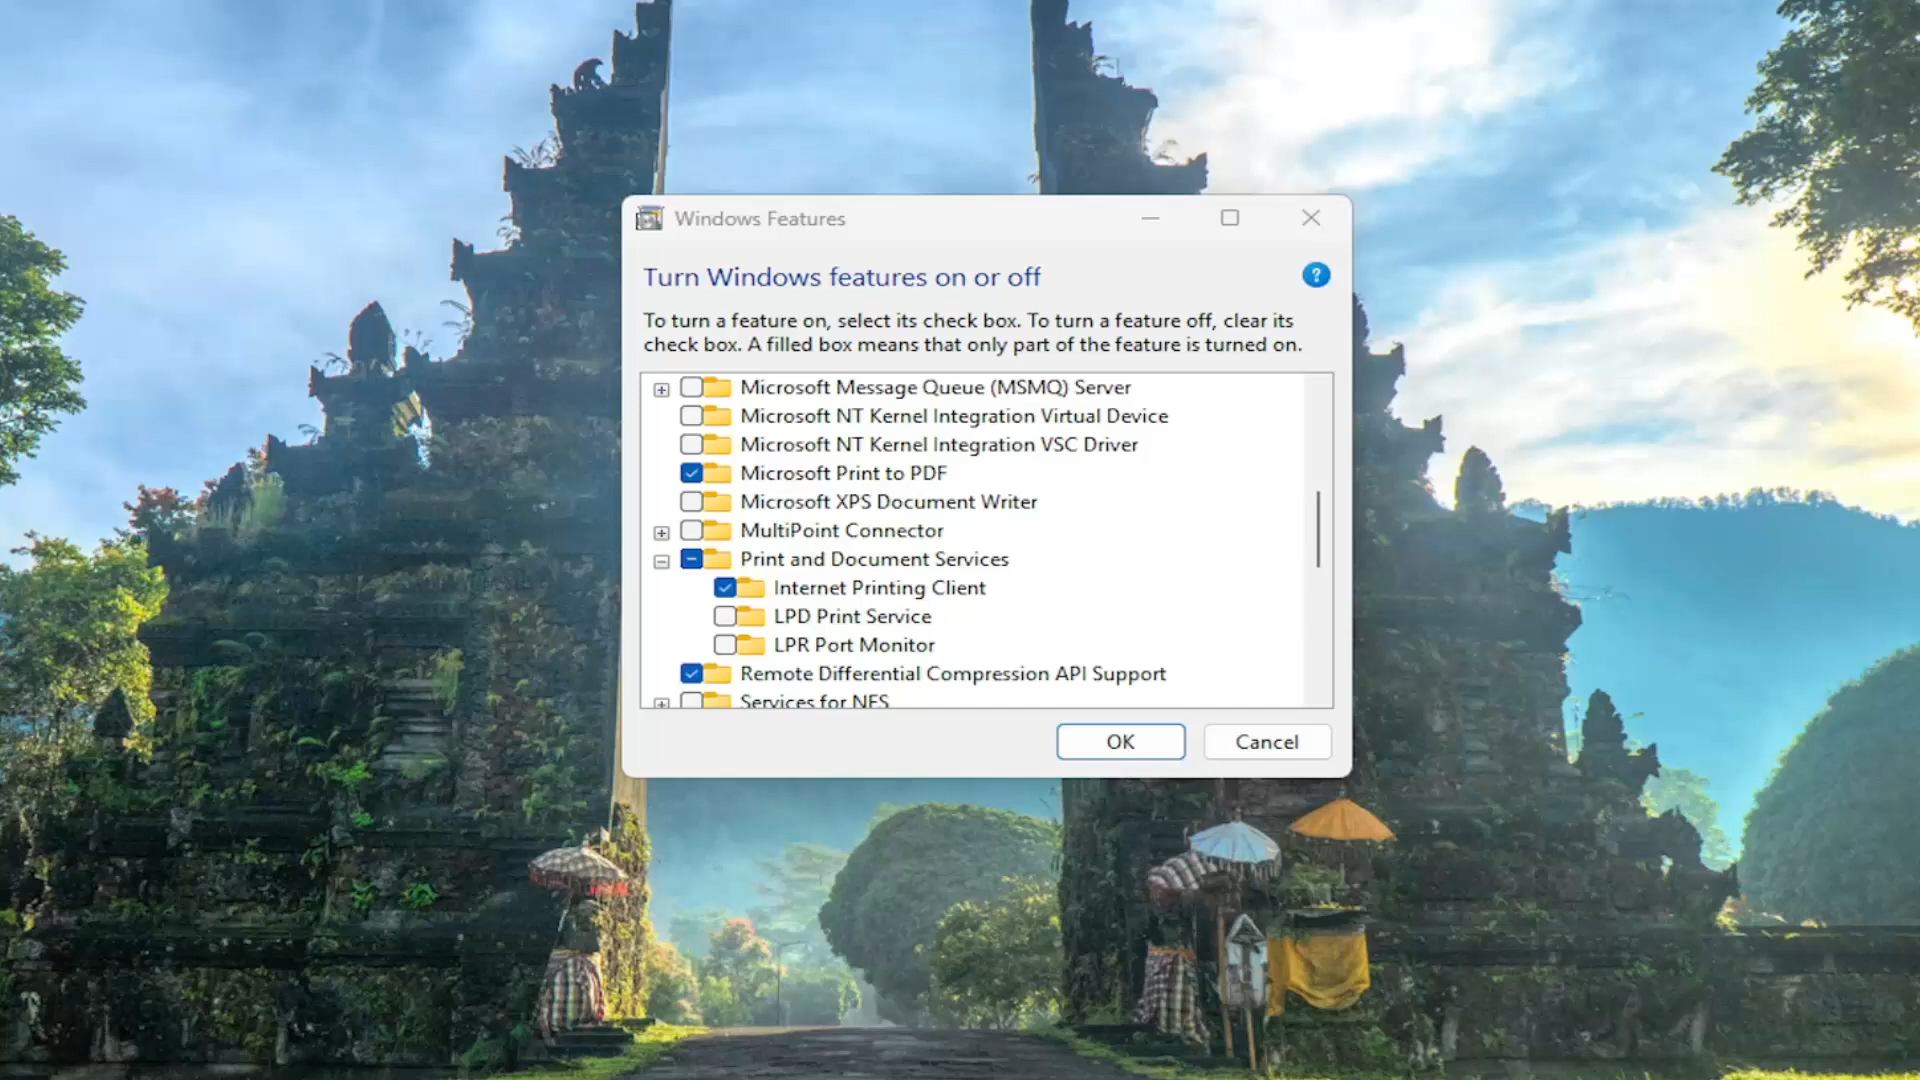 Windows Features
Turn Windows features on or off
?
To turn a feature on, select its check box. To turn a feature off, clear its
check box. A filled box means that only part of the feature is turned on.
Microsoft Message Queue (MSMQ) Server
Microsoft NT Kernel Integration Virtual Device
Microsoft NT Kernel Integration VSC Driver
Microsoft Print to PDF
Microsoft XPS Document Writer
MultiPoint Connector
Print and Document Services
Internet Printing Client
LPD Print Service
LPR Port Monitor
Remote Differential Compression API Support
Services for NFS
OK Cancel